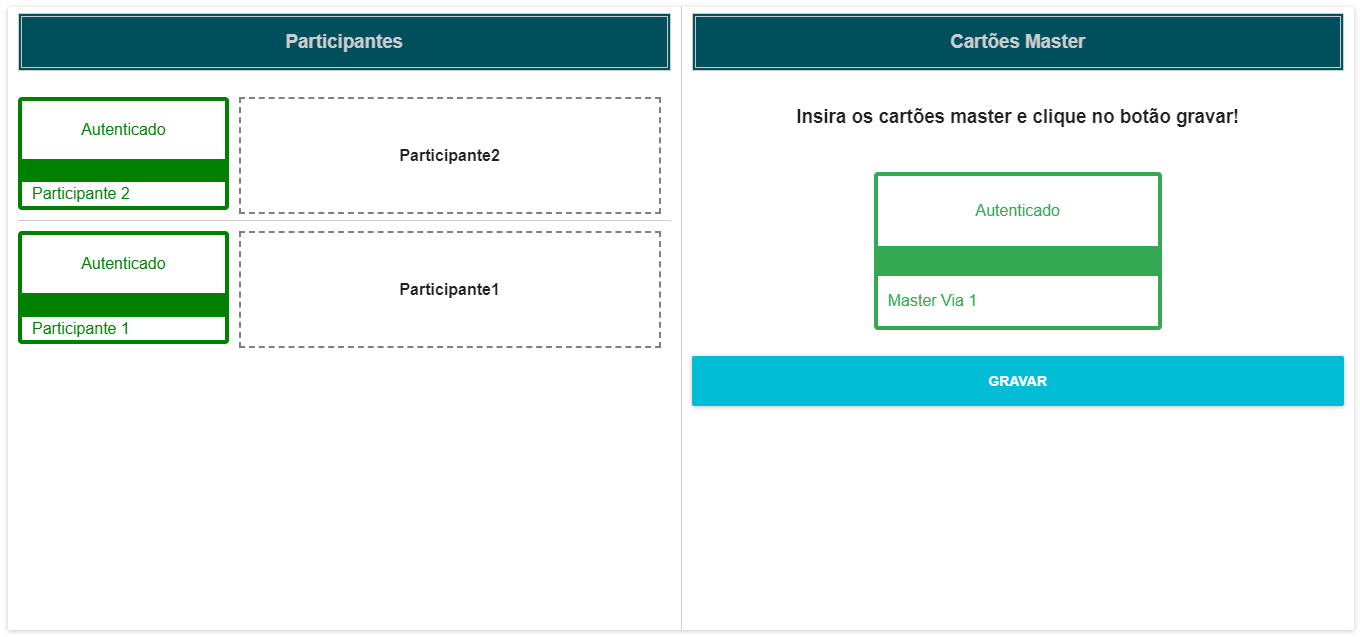 Participantes
Autenticado
Participante 2
Participante2
Autenticado
Participante 1
Participante1
Cartões Master
Insira os cartões master e clique no botão gravar!
Autenticado
Master Via 1
GRAVAR